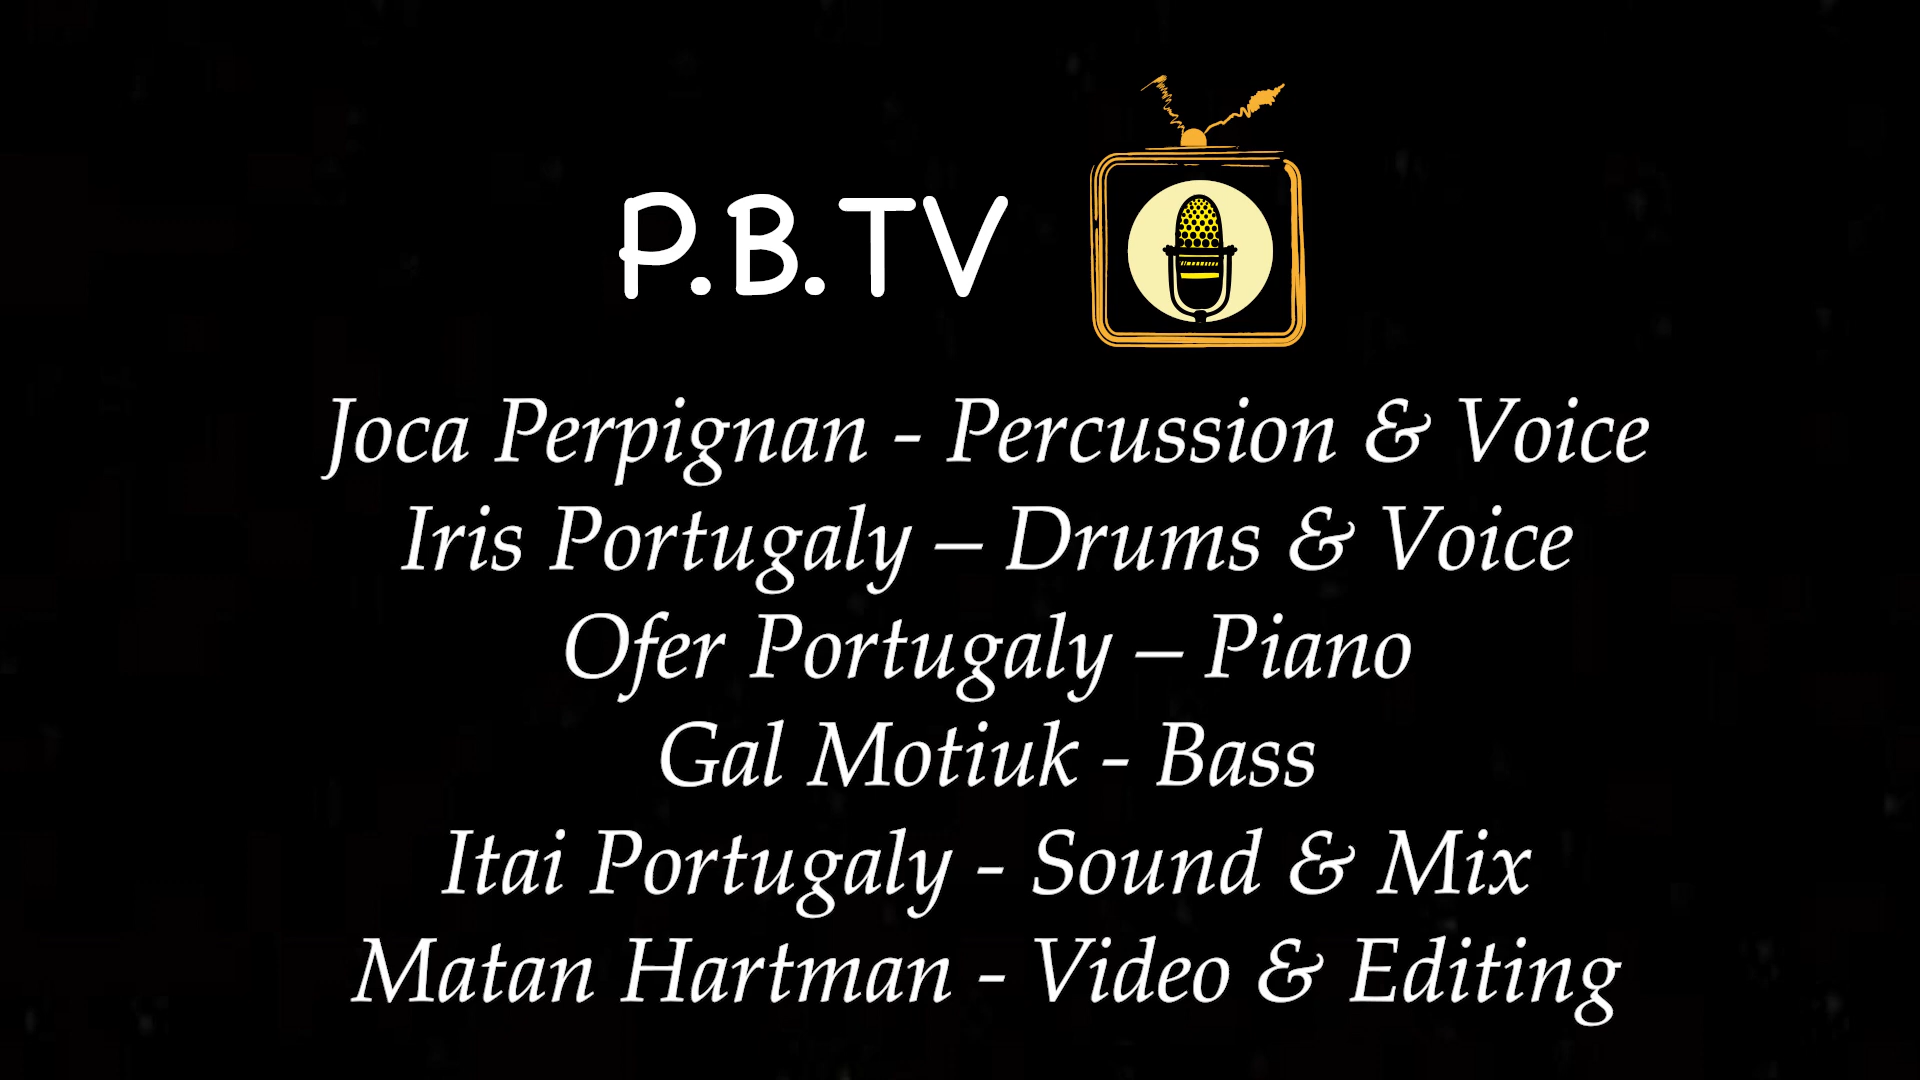 P.B.TV
Joca Perpignan - Percussion & Voice
Iris Portugaly – Drums & Voice
Ofer Portugaly – Piano
Gal Motiuk - Bass
Itai Portugaly - Sound & Mix
Matan Hartman - Video & Editing